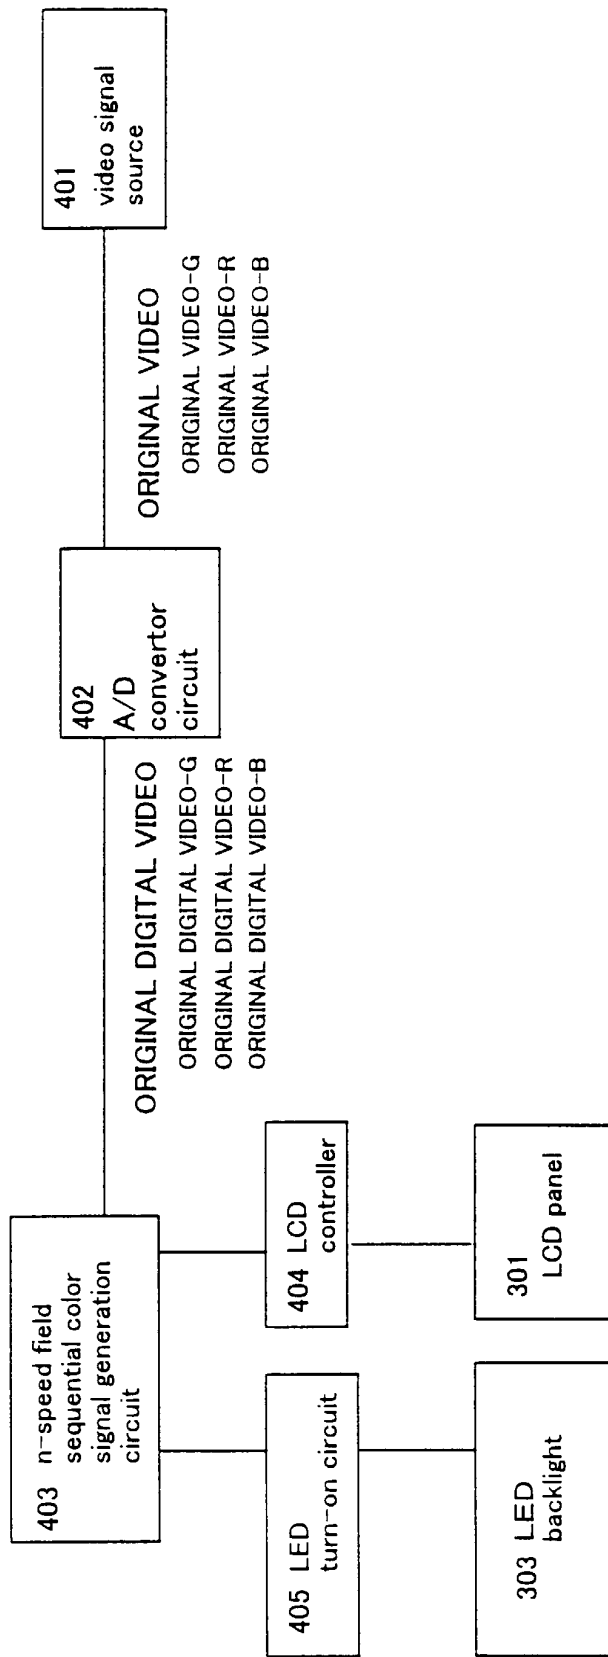 403 n-speed field
sequential color
signal generation
circuit
ORIGINAL DIGITAL VIDEO
ORIGINAL DIGITAL VIDEO-G
ORIGINAL DIGITAL VIDEO-R
ORIGINAL DIGITAL VIDEO-B
402
A/D
convertor
circuit
ORIGINAL VIDEO
ORIGINAL VIDEO-G
ORIGINAL VIDEO-R
ORIGINAL VIDEO-B
401
video signal
source
405 LED
turn-on circuit
404 LCD
controller
303 LED
backlight
301
LCD panel